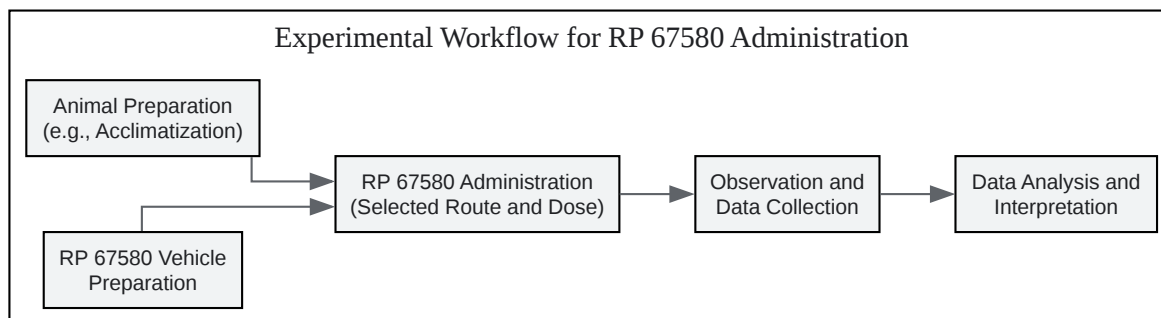 Experimental Workflow for RP 67580 Administration
Animal Preparation
(e.g., Acclimatization)
RP 67580 Administration
(Selected Route and Dose)
Observation and
Data Collection
Data Analysis and
Interpretation
RP 67580 Vehicle
Preparation